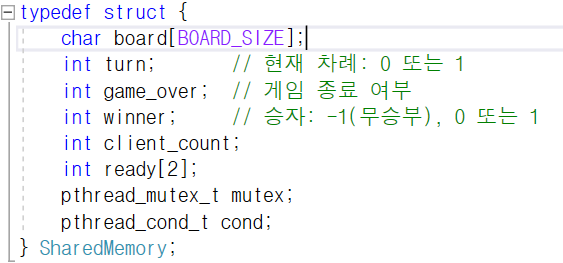 typedef struct {
char board[BOARD_SIZE];
int turn; // 현재 차례: 0 또는 1
int game_over; // 게임 종료 여부
int winner; // 승자: -1(무승부), 0 또는 1
int client_count;
int ready[2];
pthread_mutex_t mutex;
pthread_cond_t cond;
} SharedMemory;